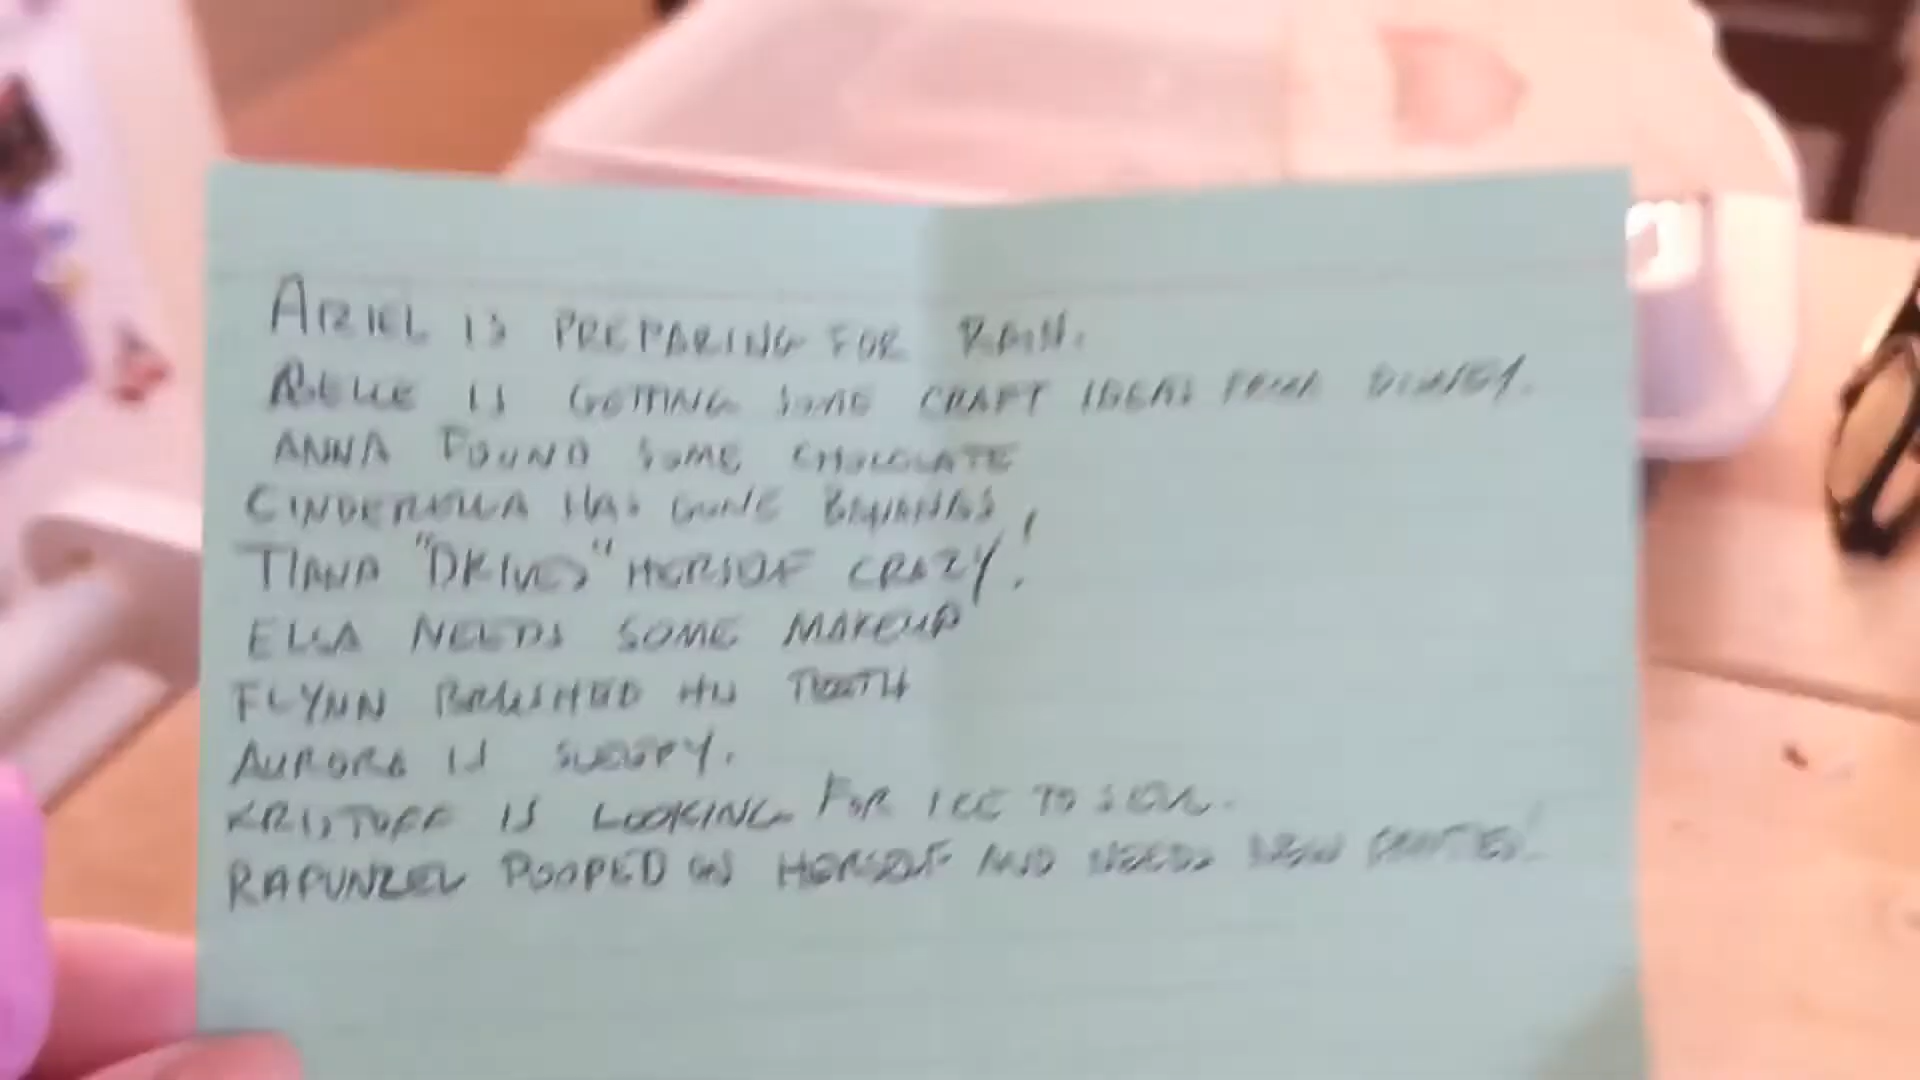 ARIEL IS PREPARING FOR RAIN.
BELLE IS GETTING SOME CRAFT IDEAS FROM DISNEY.
ANNA FOUND SOME CHOCOLATE
CINDERELLA HAS GONE BANANAS
TIANA "DRIVES" HERSELF CRAZY!
ELSA NEEDS SOME MAKEUP
FLYNN BRUSHED HIS TEETH
AURORA IS SLEEPY.
KRISTOFF IS LOOKING FOR ICE TO SELL.
RAPUNZEL POOPED ON HERSELF AND NEEDS NEW